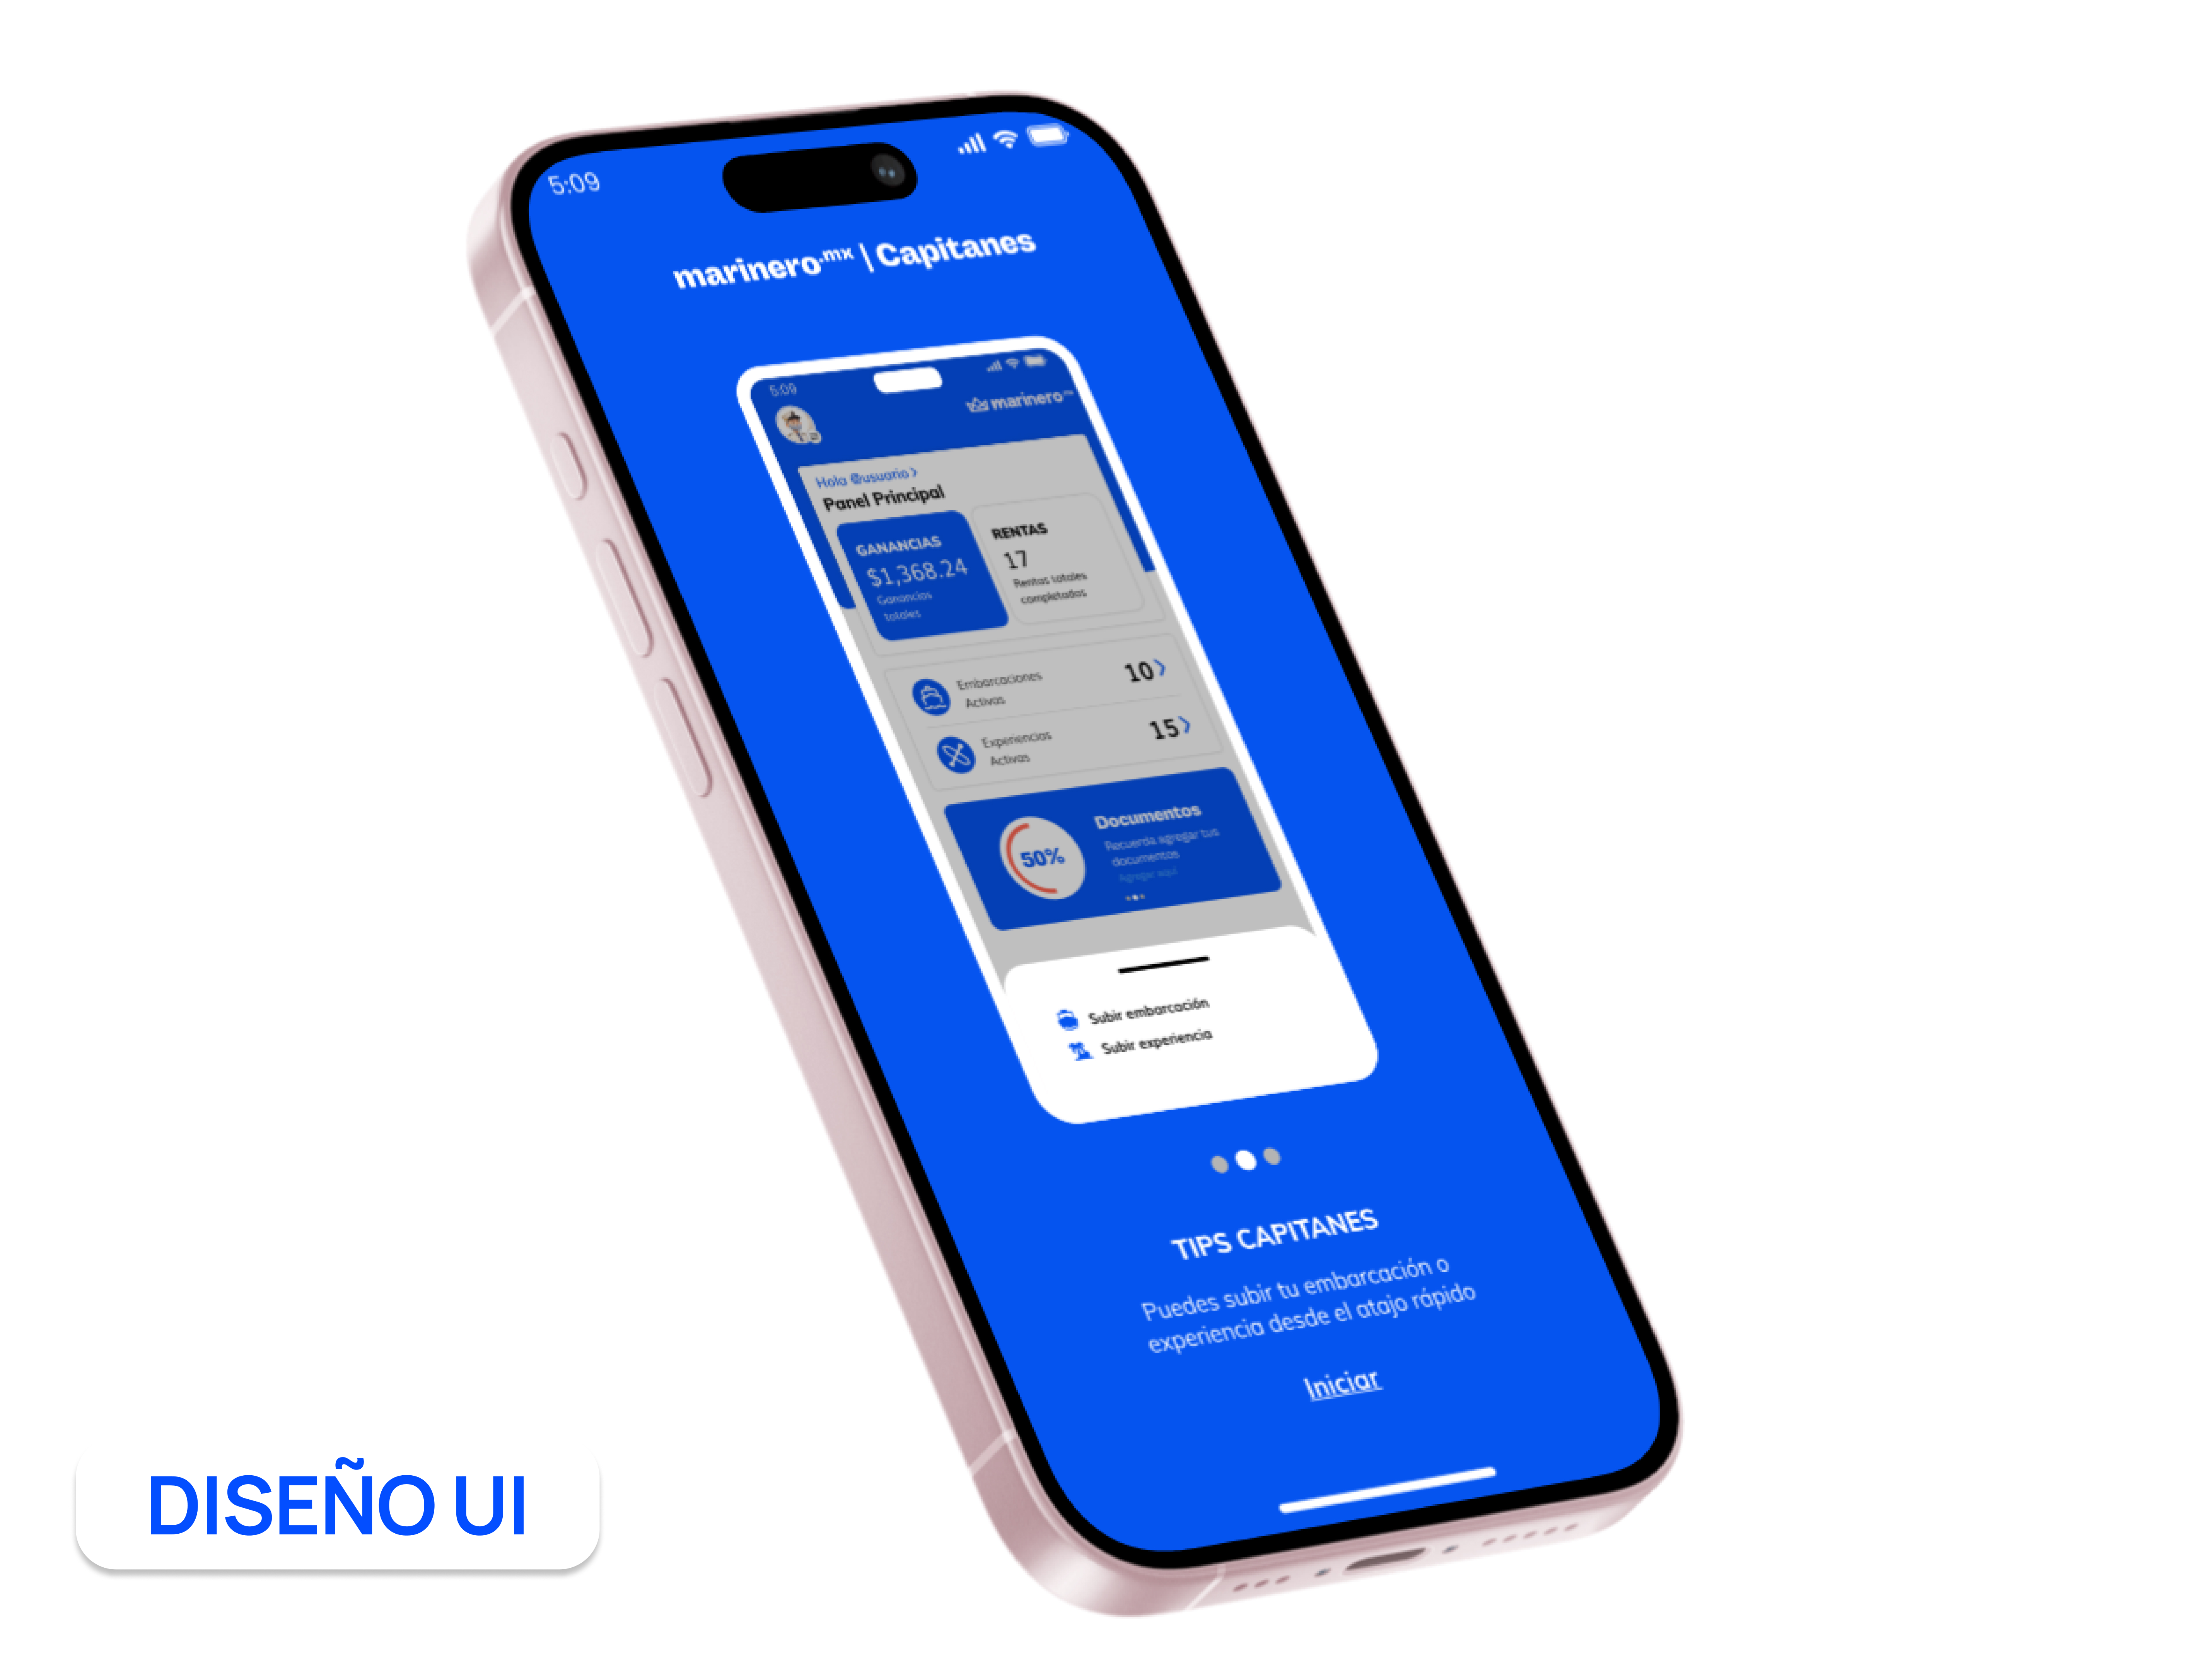 5:09
marinero.mx | Capitanes
5:09
marinero
Hola @usuario
Panel Principal
GANANCIAS
$1,368.24
Ganancias
totales
RENTAS
17
Rentas totales
completadas
Embarcaciones
Activas
10
Experiencias
Activas
15
50%
Documentos
Recuerda agregar tus
documentos
Agregar aquí
Subir embarcación
Subir experiencia
TIPS CAPITANES
Puedes subir tu embarcación o
experiencia desde el atajo rápido
Iniciar
DISEÑO UI